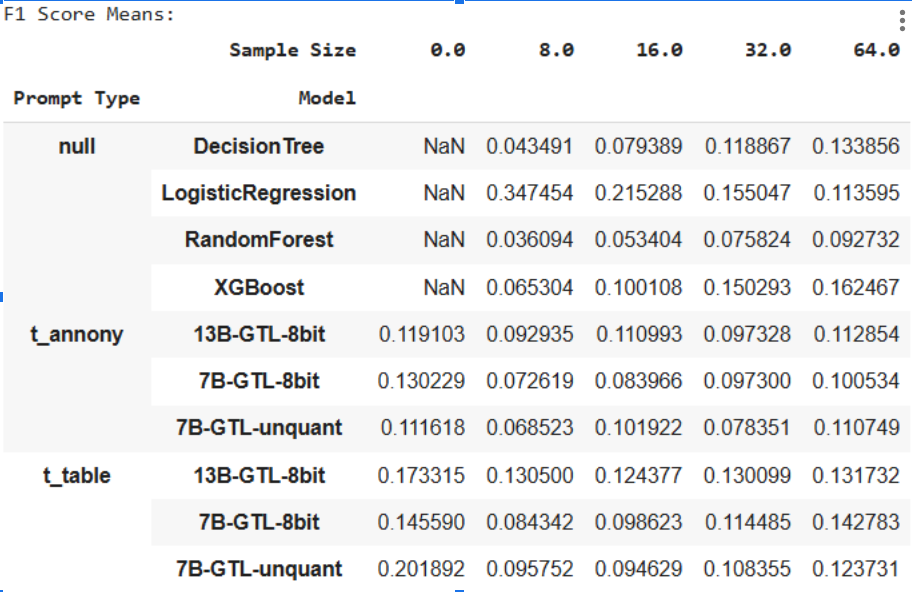 F1 Score Means:
Sample Size 0.0 8.0 16.0 32.0 64.0
Prompt Type Model
null DecisionTree NaN 0.043491 0.079389 0.118867 0.133856
LogisticRegression NaN 0.347454 0.215288 0.155047 0.113595
RandomForest NaN 0.036094 0.053404 0.075824 0.092732
XGBoost NaN 0.065304 0.100108 0.150293 0.162467
t_annony 13B-GTL-8bit 0.119103 0.092935 0.110993 0.097328 0.112854
7B-GTL-8bit 0.130229 0.072619 0.083966 0.097300 0.100534
7B-GTL-unquant 0.111618 0.068523 0.101922 0.078351 0.110749
t_table 13B-GTL-8bit 0.173315 0.130500 0.124377 0.130099 0.131732
7B-GTL-8bit 0.145590 0.084342 0.098623 0.114485 0.142783
7B-GTL-unquant 0.201892 0.095752 0.094629 0.108355 0.123731